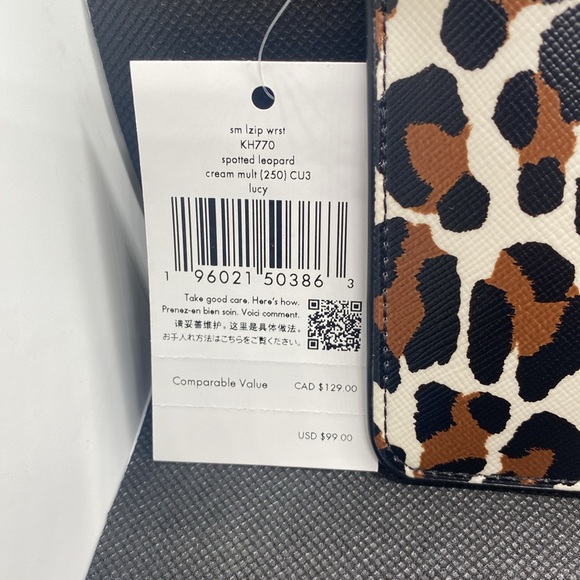 sm lzip wrst
KH770
spotted leopard
cream mult (250) CU3
lucy
1 96021 50386 3
Take good care. Here's how.
Prenez-en bien soin. Voici comment.
请妥善维护。这里是具体做法。
お手入れ方法はこちらをご覧ください。
Comparable Value CAD $129.00
USD $99.00